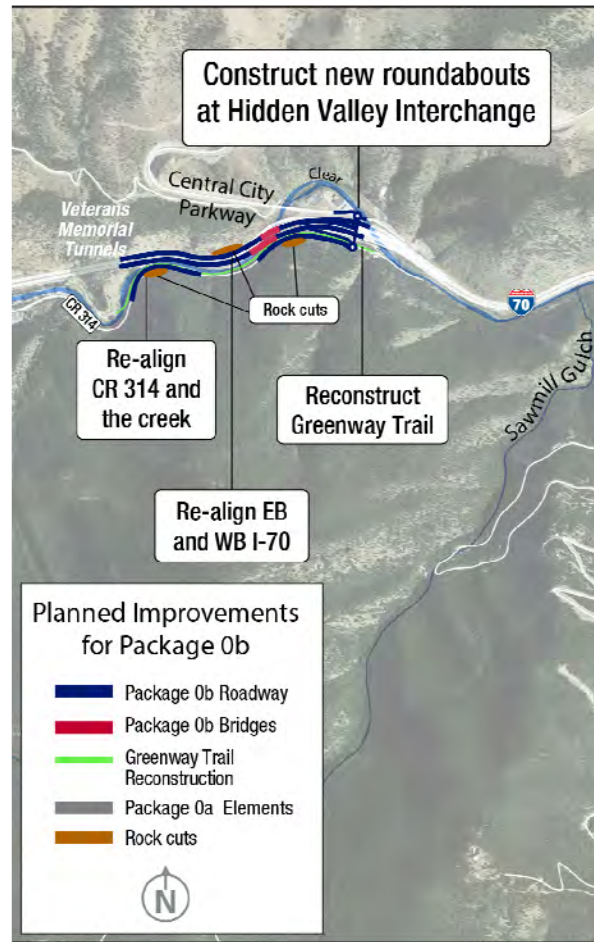 Construct new roundabouts
at Hidden Valley Interchange
Clear
Central City
Parkway
Veterans
Memorial
Tunnels
70
CR 314
Rock cuts
Re-align
CR 314 and
the creek
Reconstruct
Greenway Trail
Sawmill Gulch
Re-align EB
and WB I-70
Planned Improvements
for Package 0b
Package 0b Roadway
Package 0b Bridges
Greenway Trail
Reconstruction
Package 0a Elements
Rock cuts
N